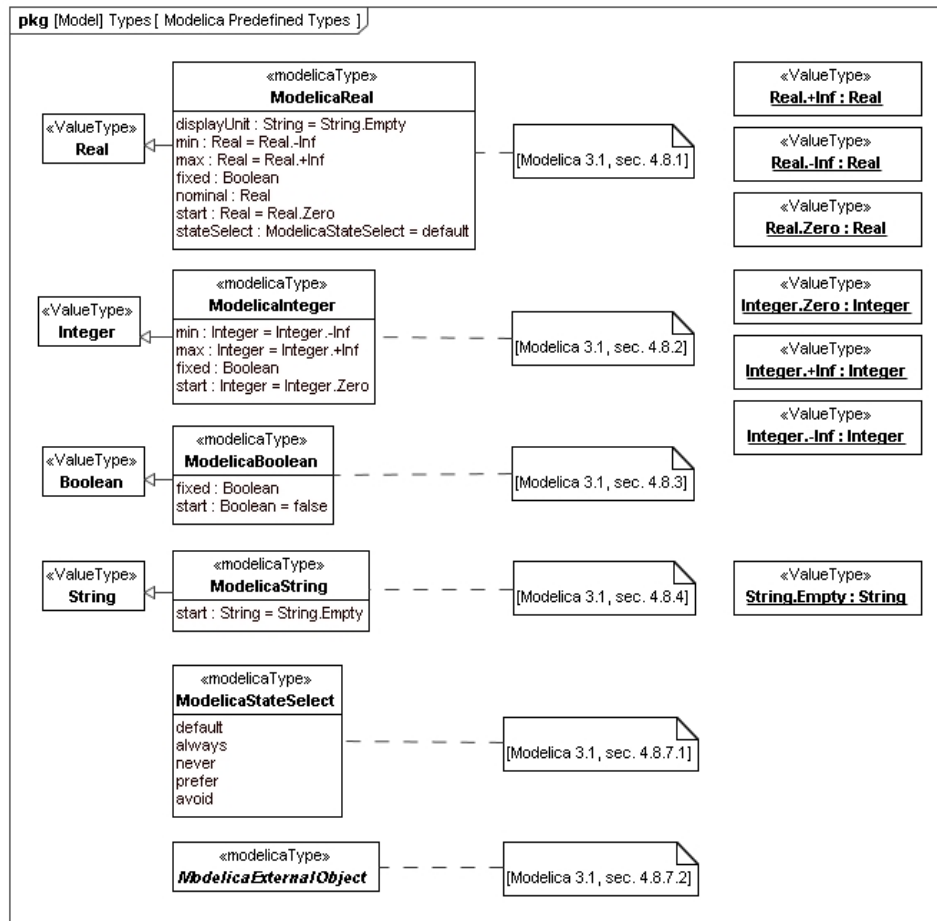 pkg [Model] Types [ Modelica Predefined Types ]
«modelicaType»
ModelicaReal
displayUnit : String = String.Empty
min : Real = Real.-Inf
max : Real = Real.+Inf
fixed : Boolean
nominal : Real
start : Real = Real.Zero
stateSelect : ModelicaStateSelect = default
«ValueType»
Real
[Modelica 3.1, sec. 4.8.1]
«ValueType»
Real.+Inf : Real
«ValueType»
Real.-Inf : Real
«ValueType»
Real.Zero : Real
«modelicaType»
ModelicaInteger
min : Integer = Integer.-Inf
max : Integer = Integer.+Inf
fixed : Boolean
start : Integer = Integer.Zero
«ValueType»
Integer
[Modelica 3.1, sec. 4.8.2]
«ValueType»
Integer.Zero : Integer
«ValueType»
Integer.+Inf : Integer
«ValueType»
Integer.-Inf : Integer
«modelicaType»
ModelicaBoolean
fixed : Boolean
start : Boolean = false
«ValueType»
Boolean
[Modelica 3.1, sec. 4.8.3]
«modelicaType»
ModelicaString
start : String = String.Empty
«ValueType»
String
[Modelica 3.1, sec. 4.8.4]
«ValueType»
String.Empty : String
«modelicaType»
ModelicaStateSelect
default
always
never
prefer
avoid
[Modelica 3.1, sec. 4.8.7.1]
«modelicaType»
ModelicaExternalObject
[Modelica 3.1, sec. 4.8.7.2]